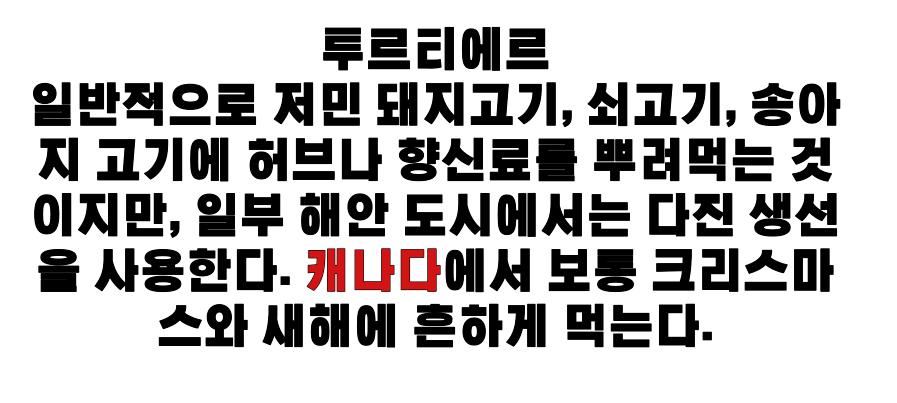 투르티에르
일반적으로 저민 돼지고기, 쇠고기, 송아
지 고기에 허브나 향신료를 뿌려먹는 것
이지만, 일부 해안 도시에서는 다진 생선
을 사용한다. 캐나다에서 보통 크리스마
스와 새해에 흔하게 먹는다.